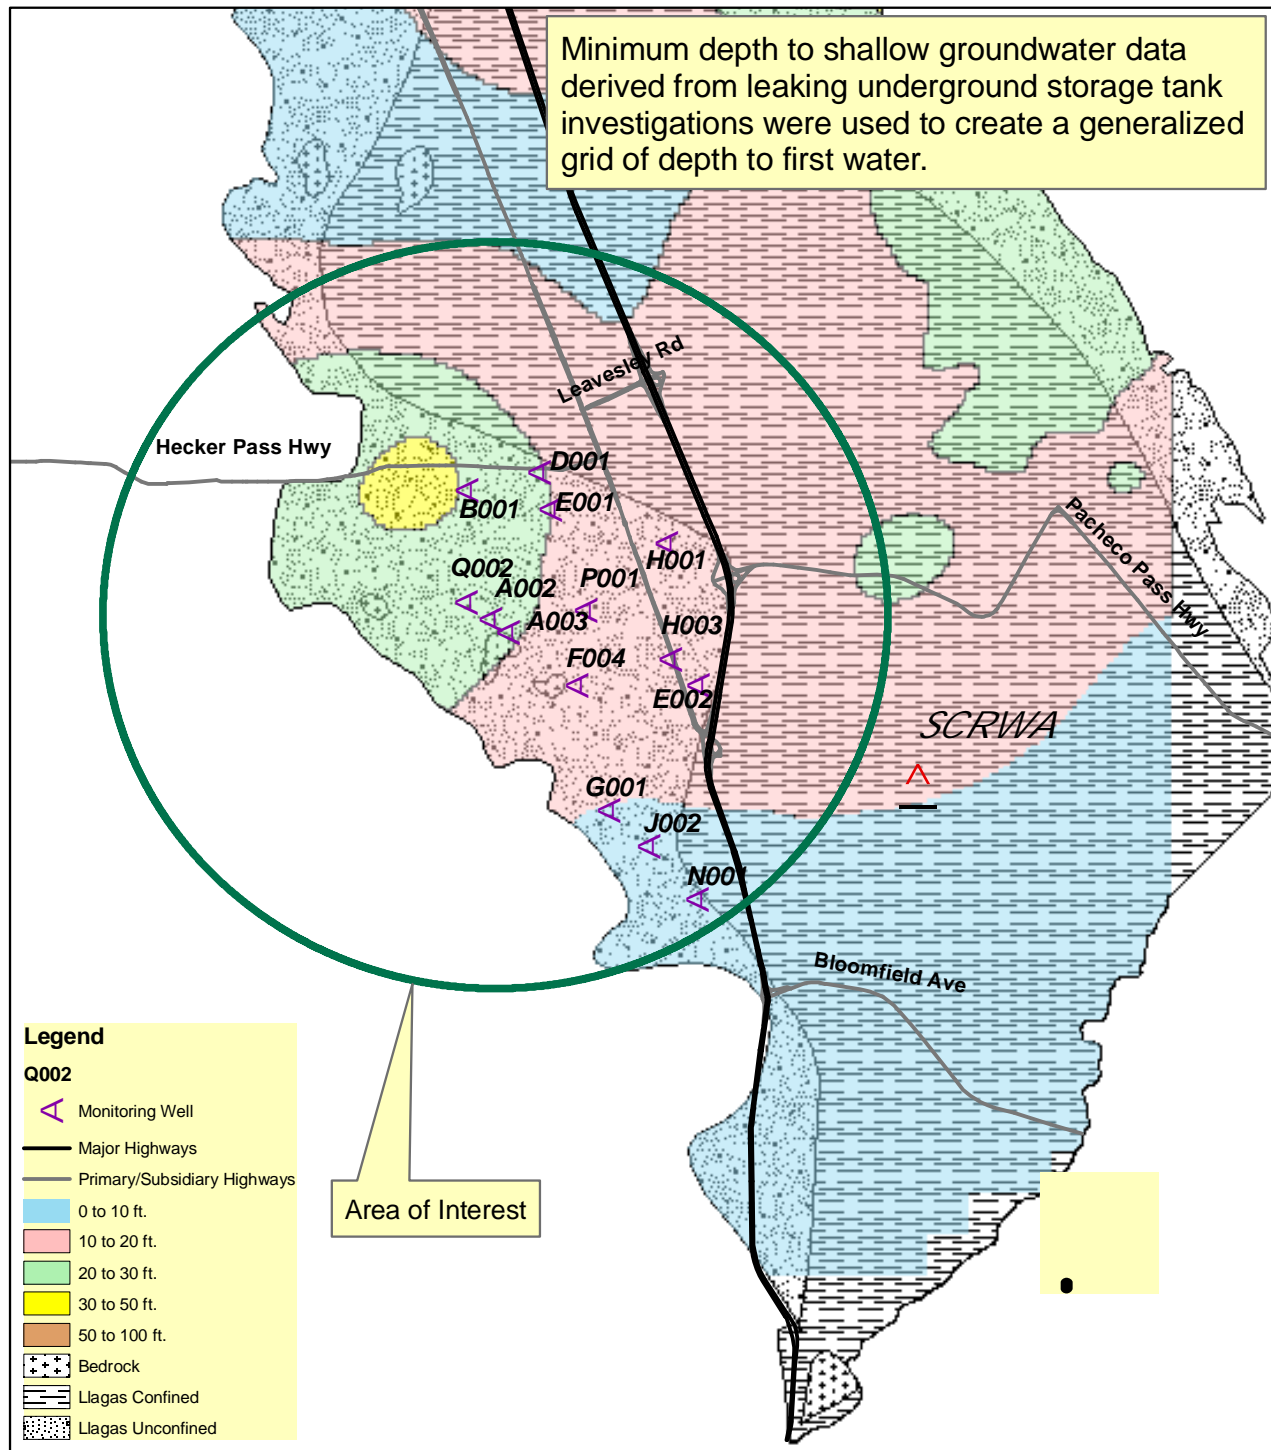 Minimum depth to shallow groundwater data
derived from leaking underground storage tank
investigations were used to create a generalized
grid of depth to first water.
Leavesley Rd
Hecker Pass Hwy
D001
B001
E001
H001
Pacheco Pass Hwy
Q002
A002
P001
A003
H003
F004
E002
SCRWA
G001
J002
N001
Bloomfield Ave
Area of Interest
Legend
Q002
Monitoring Well
Major Highways
Primary/Subsidiary Highways
0 to 10 ft.
10 to 20 ft.
20 to 30 ft.
30 to 50 ft.
50 to 100 ft.
Bedrock
Llagas Confined
Llagas Unconfined